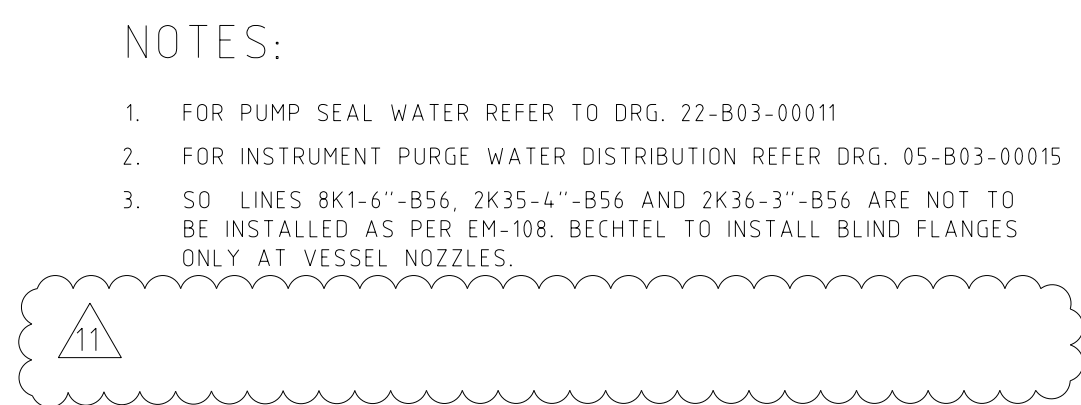 NOTES:
1. FOR PUMP SEAL WATER REFER TO DRG. 22-B03-00011
2. FOR INSTRUMENT PURGE WATER DISTRIBUTION REFER DRG. 05-B03-00015
3. SO LINES 8K1-6''-B56, 2K35-4''-B56 AND 2K36-3''-B56 ARE NOT TO
BE INSTALLED AS PER EM-108. BECHTEL TO INSTALL BLIND FLANGES
ONLY AT VESSEL NOZZLES.
11